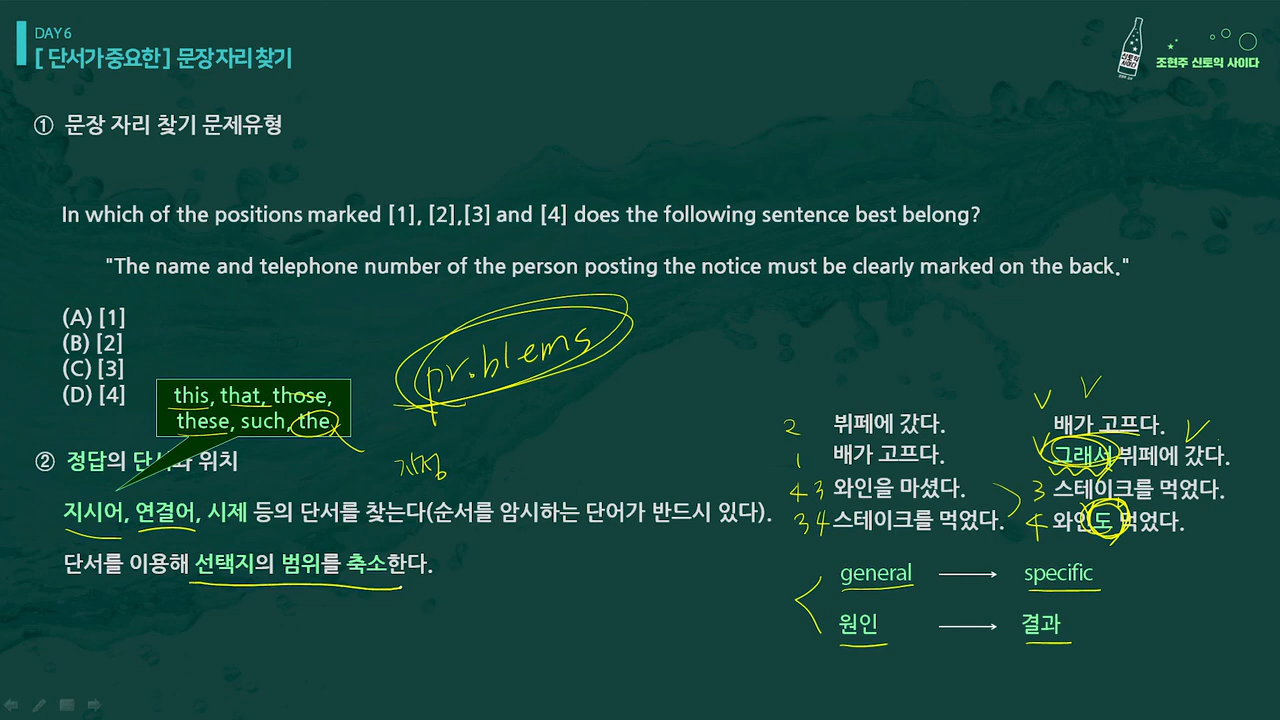 DAY 6
[ 단서가 중요한 ] 문장 자리 찾기
신토익 사이다
조현주 신토익 사이다
① 문장 자리 찾기 문제유형
In which of the positions marked [1], [2],[3] and [4] does the following sentence best belong?
"The name and telephone number of the person posting the notice must be clearly marked on the back."
(A) [1]
(B) [2]
(C) [3]
(D) [4]
problems
this, that, those,
these, such, the
② 정답의 단서와 위치
지시어, 연결어, 시제 등의 단서를 찾는다(순서를 암시하는 단어가 반드시 있다).
단서를 이용해 선택지의 범위를 축소한다.
2 뷔페에 갔다.
1 배가 고프다.
4 3 와인을 마셨다.
3 4 스테이크를 먹었다.
배가 고프다.
그래서 뷔페에 갔다.
3 스테이크를 먹었다.
4 와인도 먹었다.
general → specific
원인 → 결과